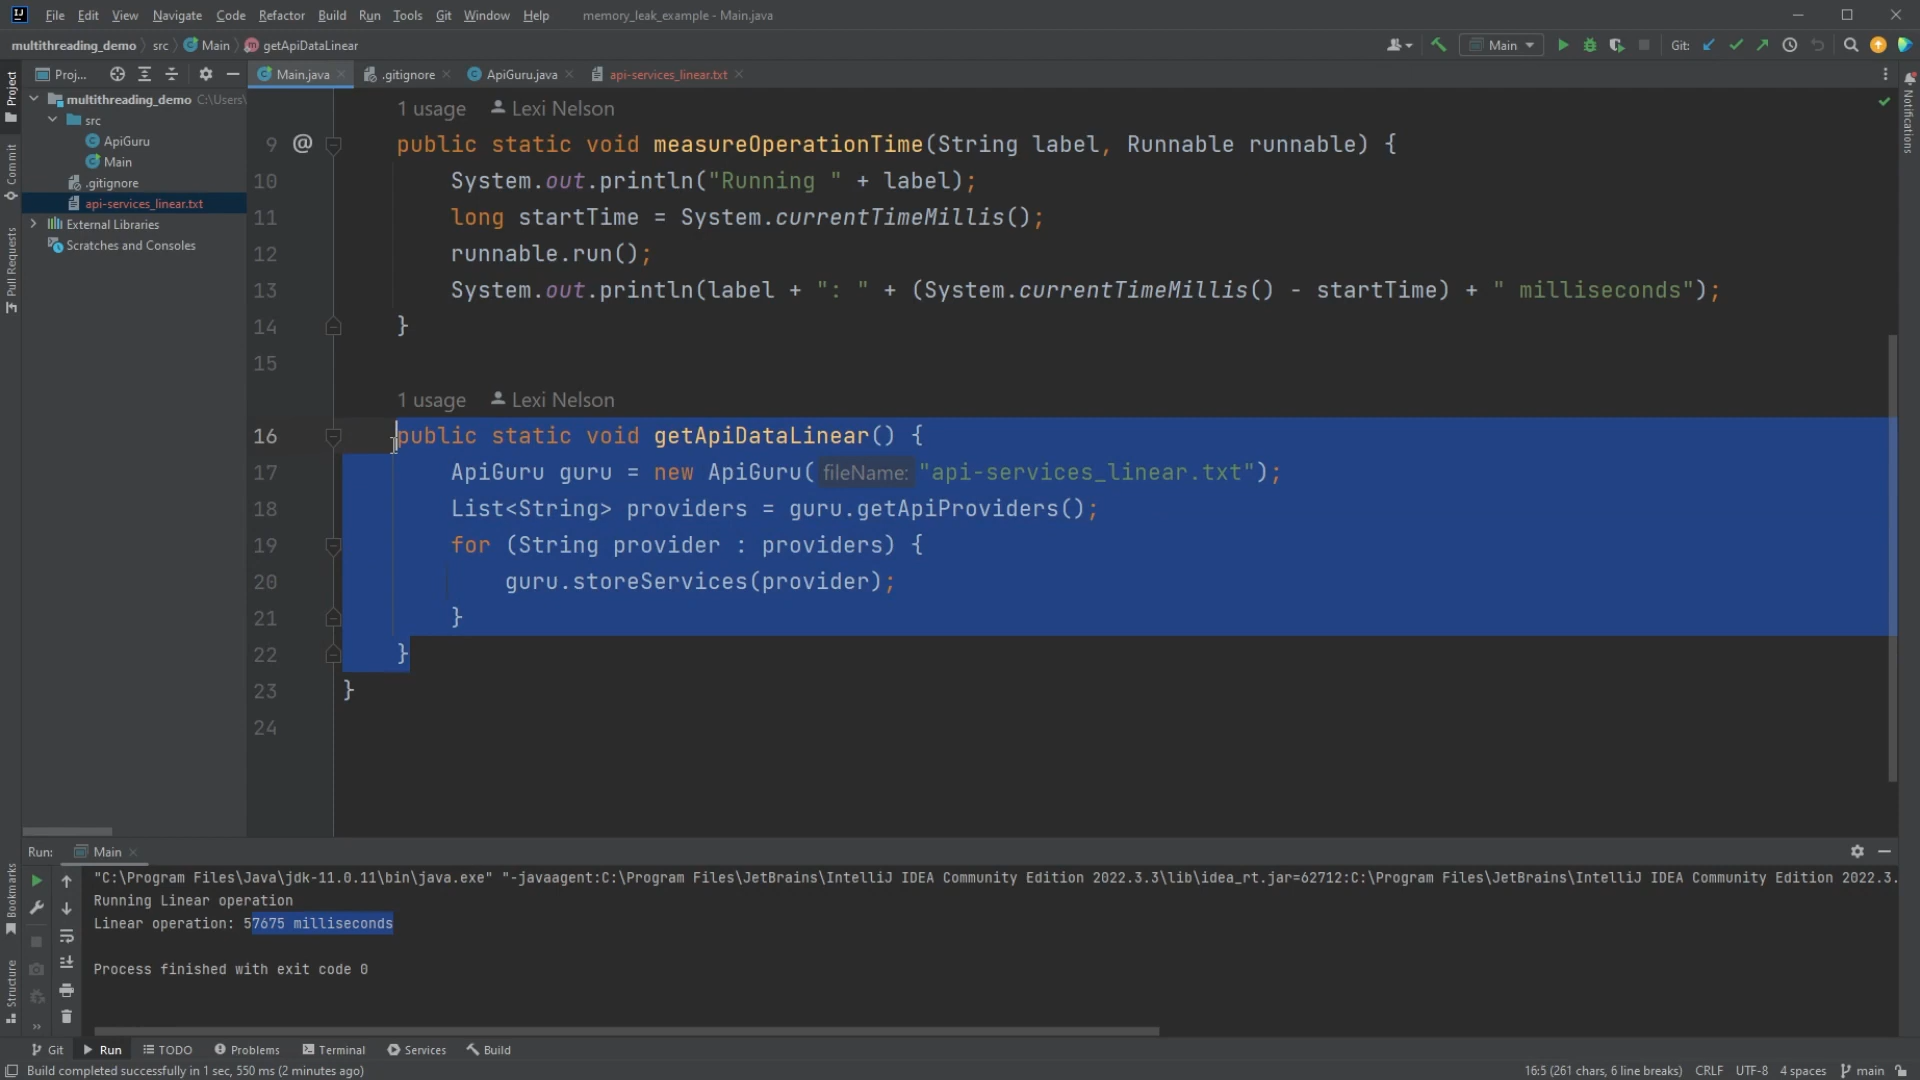 File Edit View Navigate Code Refactor Build Run Tools Git Window Help memory_leak_example - Main.java
multithreading_demo src Main getApiDataLinear Main Git:
Proj... Main.java .gitignore ApiGuru.java api-services_linear.txt
Project
Commit
Pull Requests
Bookmarks
Structure
Notifications
multithreading_demo C:\Users\
src
ApiGuru
Main
.gitignore
api-services_linear.txt
External Libraries
Scratches and Consoles
1 usage Lexi Nelson
9 @ public static void measureOperationTime(String label, Runnable runnable) {
10 System.out.println("Running " + label);
11 long startTime = System.currentTimeMillis();
12 runnable.run();
13 System.out.println(label + ": " + (System.currentTimeMillis() - startTime) + " milliseconds");
14 }
15
1 usage Lexi Nelson
16 public static void getApiDataLinear() {
17 ApiGuru guru = new ApiGuru( fileName: "api-services_linear.txt");
18 List<String> providers = guru.getApiProviders();
19 for (String provider : providers) {
20 guru.storeServices(provider);
21 }
22 }
23 }
24
Run: Main
"C:\Program Files\Java\jdk-11.0.11\bin\java.exe" "-javaagent:C:\Program Files\JetBrains\IntelliJ IDEA Community Edition 2022.3.3\lib\idea_rt.jar=62712:C:\Program Files\JetBrains\IntelliJ IDEA Community Edition 2022.3.
Running Linear operation
Linear operation: 57675 milliseconds
Process finished with exit code 0
Git Run TODO Problems Terminal Services Build
Build completed successfully in 1 sec, 550 ms (2 minutes ago) 16:5 (261 chars, 6 line breaks) CRLF UTF-8 4 spaces main